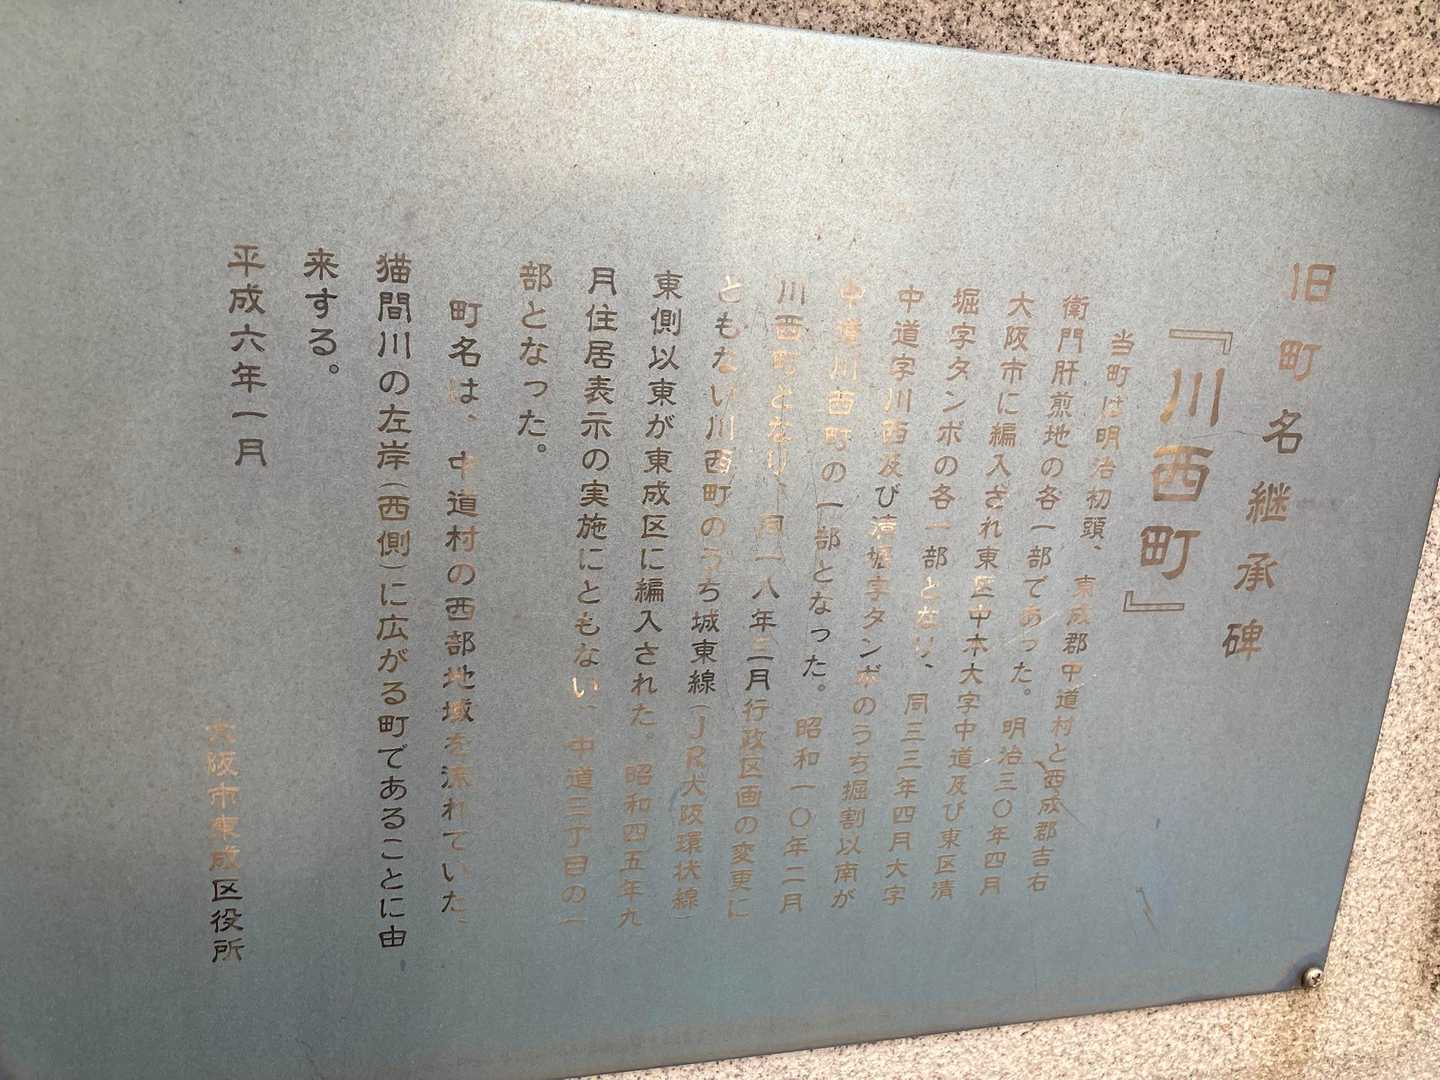 旧町名継承碑
『川西町』
当町は明治初頭、東成郡中道村と西成郡吉右
衛門肝煎地の各一部であった。明治三〇年四月
大阪市に編入され東区中本大字中道及び東区清
堀字タンボの各一部となり、同三三年四月大字
中道字川西及び清堀字タンボのうち堀割以南が
中道川西町の一部となった。昭和一〇年二月
川西町となり、同一八年三月行政区画の変更に
ともない川西町のうち城東線(JR大阪環状線)
東側以東が東成区に編入された。昭和四五年九
月住居表示の実施にともない、中道三丁目の一
部となった。
町名は、中道村の西部地域を流れていた、
猫間川の左岸(西側)に広がる町であることに由
来する。
平成六年一月
大阪市東成区役所